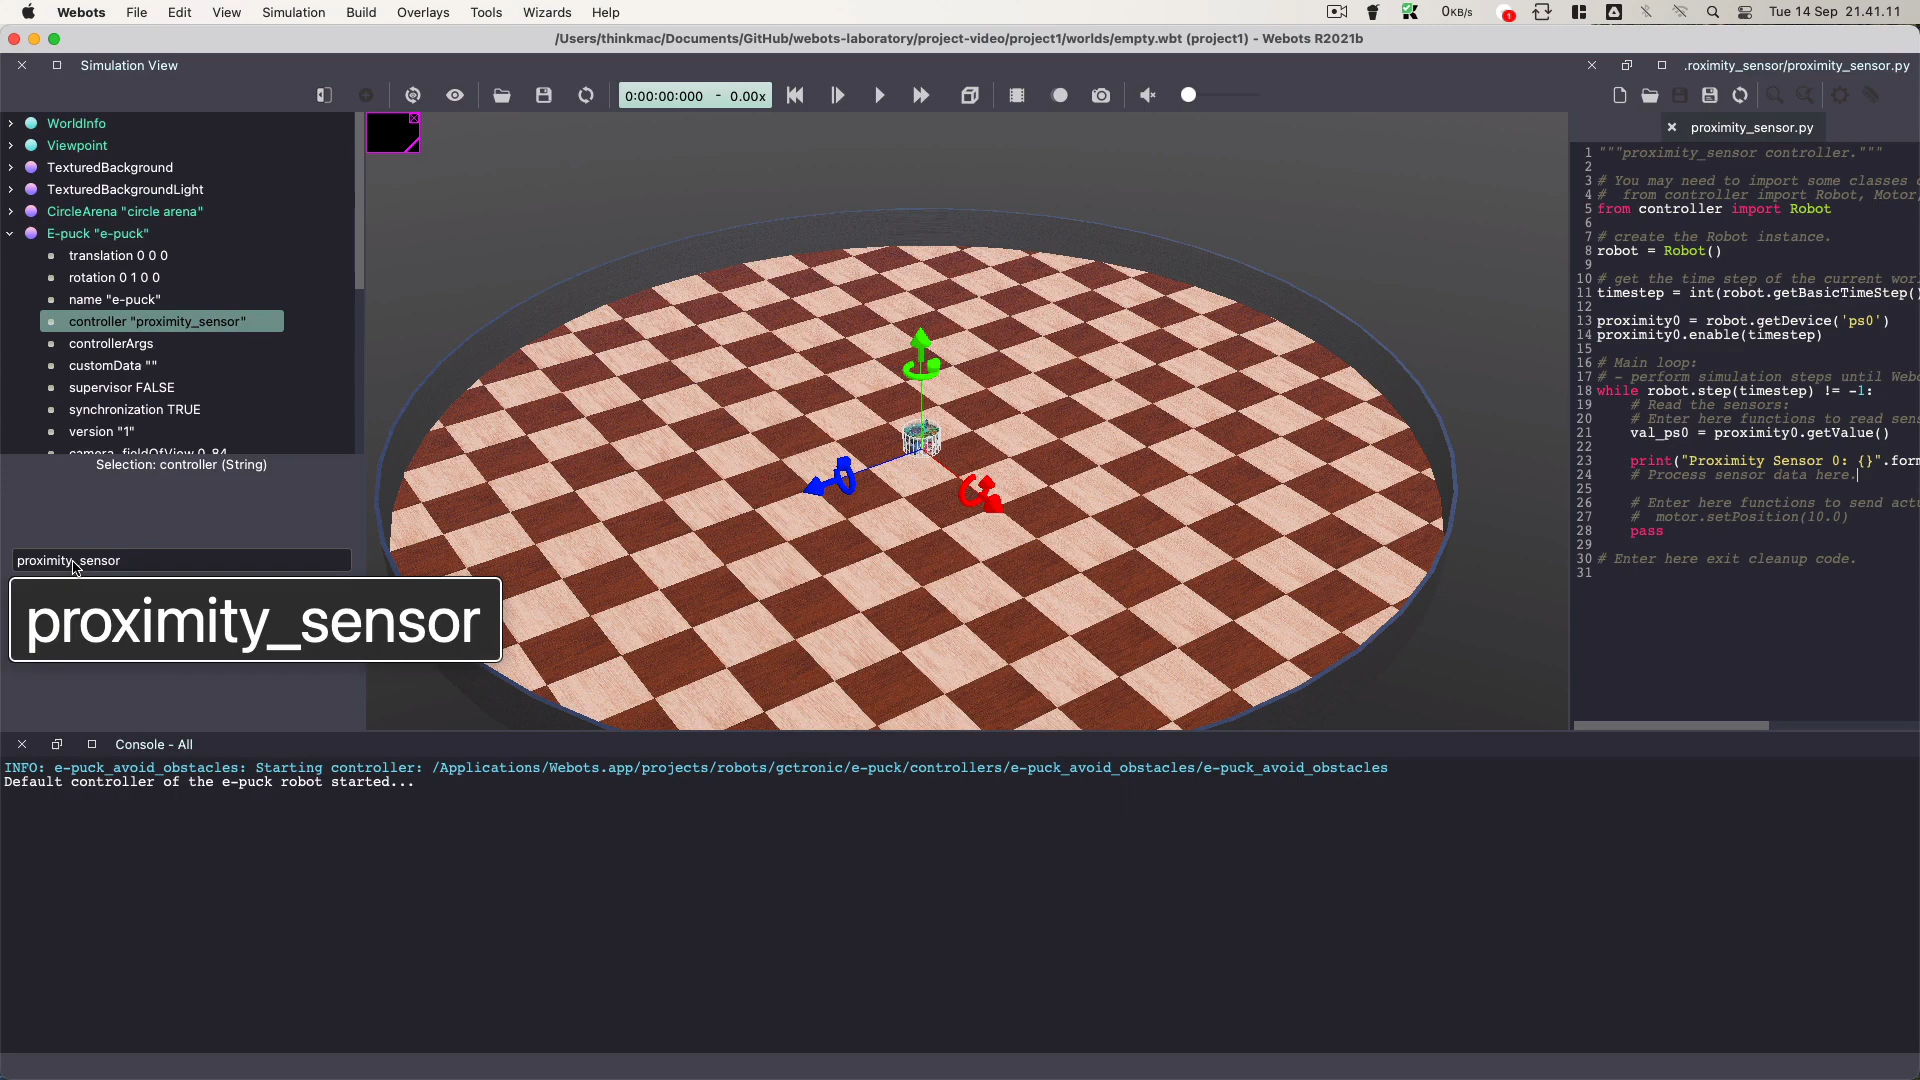 Webots File Edit View Simulation Build Overlays Tools Wizards Help 0KB/s 1 Tue 14 Sep 21.41.11
/Users/thinkmac/Documents/GitHub/webots-laboratory/project-video/project1/worlds/empty.wbt (project1) - Webots R2021b
Simulation View
.roximity_sensor/proximity_sensor.py
0:00:00:000 - 0.00x
WorldInfo
Viewpoint
TexturedBackground
TexturedBackgroundLight
CircleArena "circle arena"
E-puck "e-puck"
translation 0 0 0
rotation 0 1 0 0
name "e-puck"
controller "proximity_sensor"
controllerArgs
customData ""
supervisor FALSE
synchronization TRUE
version "1"
camera_fieldOfView 0.84
Selection: controller (String)
proximity_sensor
proximity_sensor
proximity_sensor.py
1 """proximity_sensor controller."""
2
3 # You may need to import some classes
4 # from controller import Robot, Motor,
5 from controller import Robot
6
7 # create the Robot instance.
8 robot = Robot()
9
10 # get the time step of the current wor
11 timestep = int(robot.getBasicTimeStep()
12
13 proximity0 = robot.getDevice('ps0')
14 proximity0.enable(timestep)
15
16 # Main loop:
17 # - perform simulation steps until Webo
18 while robot.step(timestep) != -1:
19 # Read the sensors:
20 # Enter here functions to read sens
21 val_ps0 = proximity0.getValue()
22
23 print("Proximity Sensor 0: {}".form
24 # Process sensor data here.
25
26 # Enter here functions to send actu
27 # motor.setPosition(10.0)
28 pass
29
30 # Enter here exit cleanup code.
31
Console - All
INFO: e-puck_avoid_obstacles: Starting controller: /Applications/Webots.app/projects/robots/gctronic/e-puck/controllers/e-puck_avoid_obstacles/e-puck_avoid_obstacles
Default controller of the e-puck robot started...